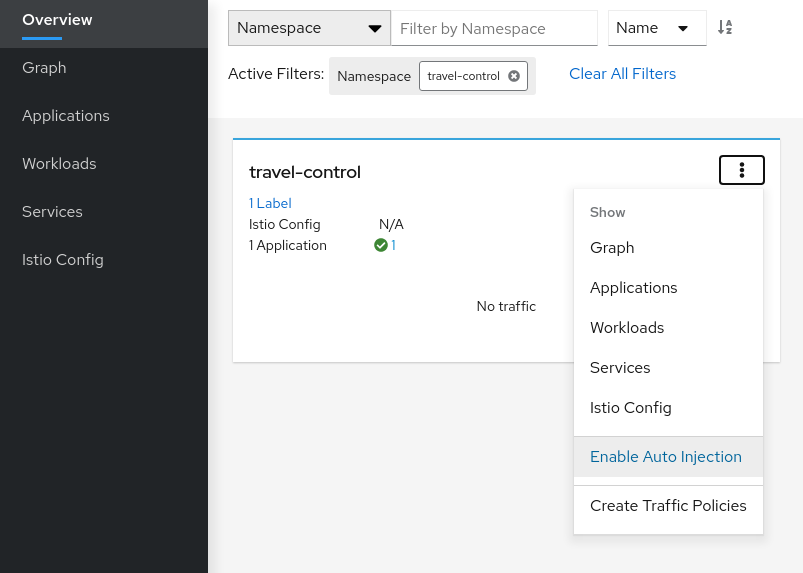 Overview
Graph
Applications
Workloads
Services
Istio Config
Namespace Filter by Namespace Name
Active Filters: Namespace travel-control Clear All Filters
travel-control
1 Label
Istio Config N/A
1 Application 1
No traffic
Show
Graph
Applications
Workloads
Services
Istio Config
Enable Auto Injection
Create Traffic Policies